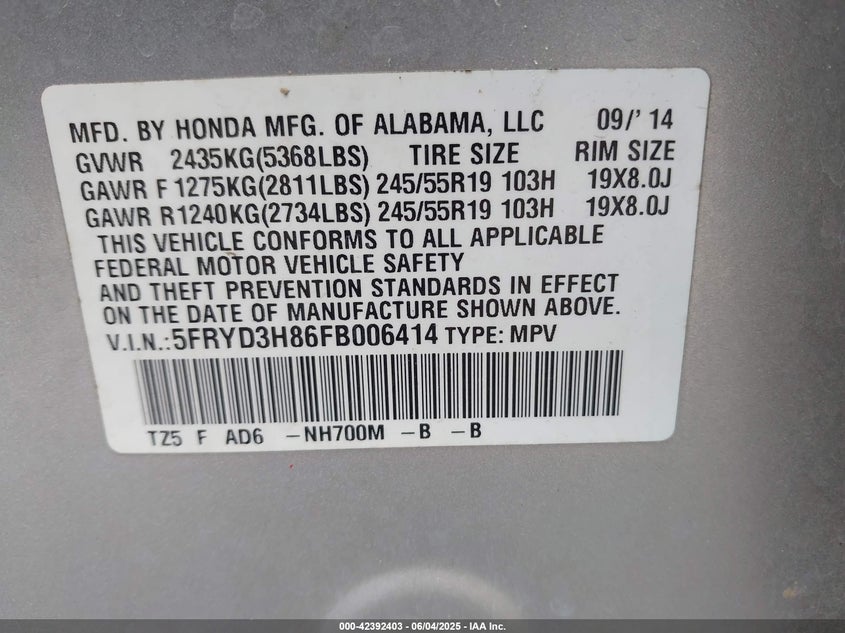 MFD. BY HONDA MFG. OF ALABAMA, LLC 09/' 14
GVWR 2435KG(5368LBS) TIRE SIZE RIM SIZE
GAWR F 1275KG(2811LBS) 245/55R19 103H 19X8.0J
GAWR R1240KG(2734LBS) 245/55R19 103H 19X8.0J
THIS VEHICLE CONFORMS TO ALL APPLICABLE
FEDERAL MOTOR VEHICLE SAFETY
AND THEFT PREVENTION STANDARDS IN EFFECT
ON THE DATE OF MANUFACTURE SHOWN ABOVE.
V.I.N.:5FRYD3H86FB006414 TYPE: MPV
TZ5 F AD6 -NH700M -B -B
000-42392403 - 06/04/2025 - IAA Inc.